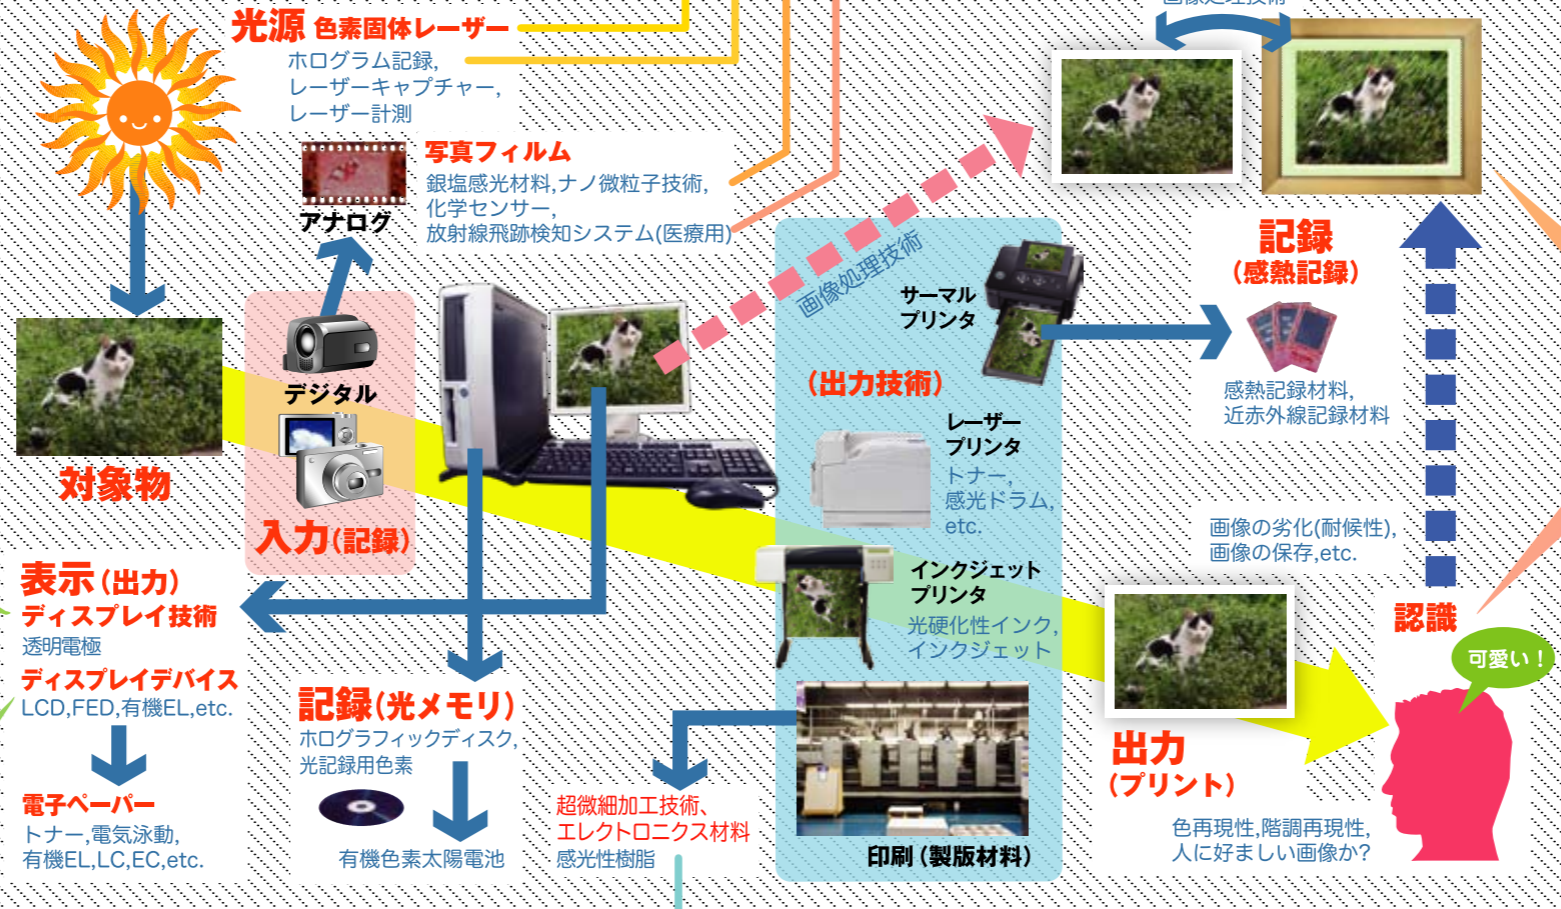 画像処理技術
光源 色素固体レーザー
ホログラム記録,
レーザーキャプチャー,
レーザー計測
写真フィルム
銀塩感光材料,ナノ微粒子技術,
化学センサー,
放射線飛跡検知システム(医療用)
アナログ
デジタル
対象物
入力(記録)
画像処理技術
サーマル
プリンタ
(出力技術)
レーザー
プリンタ
トナー,
感光ドラム,
etc.
インクジェット
プリンタ
光硬化性インク,
インクジェット
印刷(製版材料)
記録
(感熱記録)
感熱記録材料,
近赤外線記録材料
画像の劣化(耐候性),
画像の保存,etc.
認識
可愛い！
出力
(プリント)
色再現性,階調再現性,
人に好ましい画像か?
表示(出力)
ディスプレイ技術
透明電極
ディスプレイデバイス
LCD,FED,有機EL,etc.
電子ペーパー
トナー,電気泳動,
有機EL,LC,EC,etc.
記録(光メモリ)
ホログラフィックディスク,
光記録用色素
有機色素太陽電池
超微細加工技術、
エレクトロニクス材料
感光性樹脂